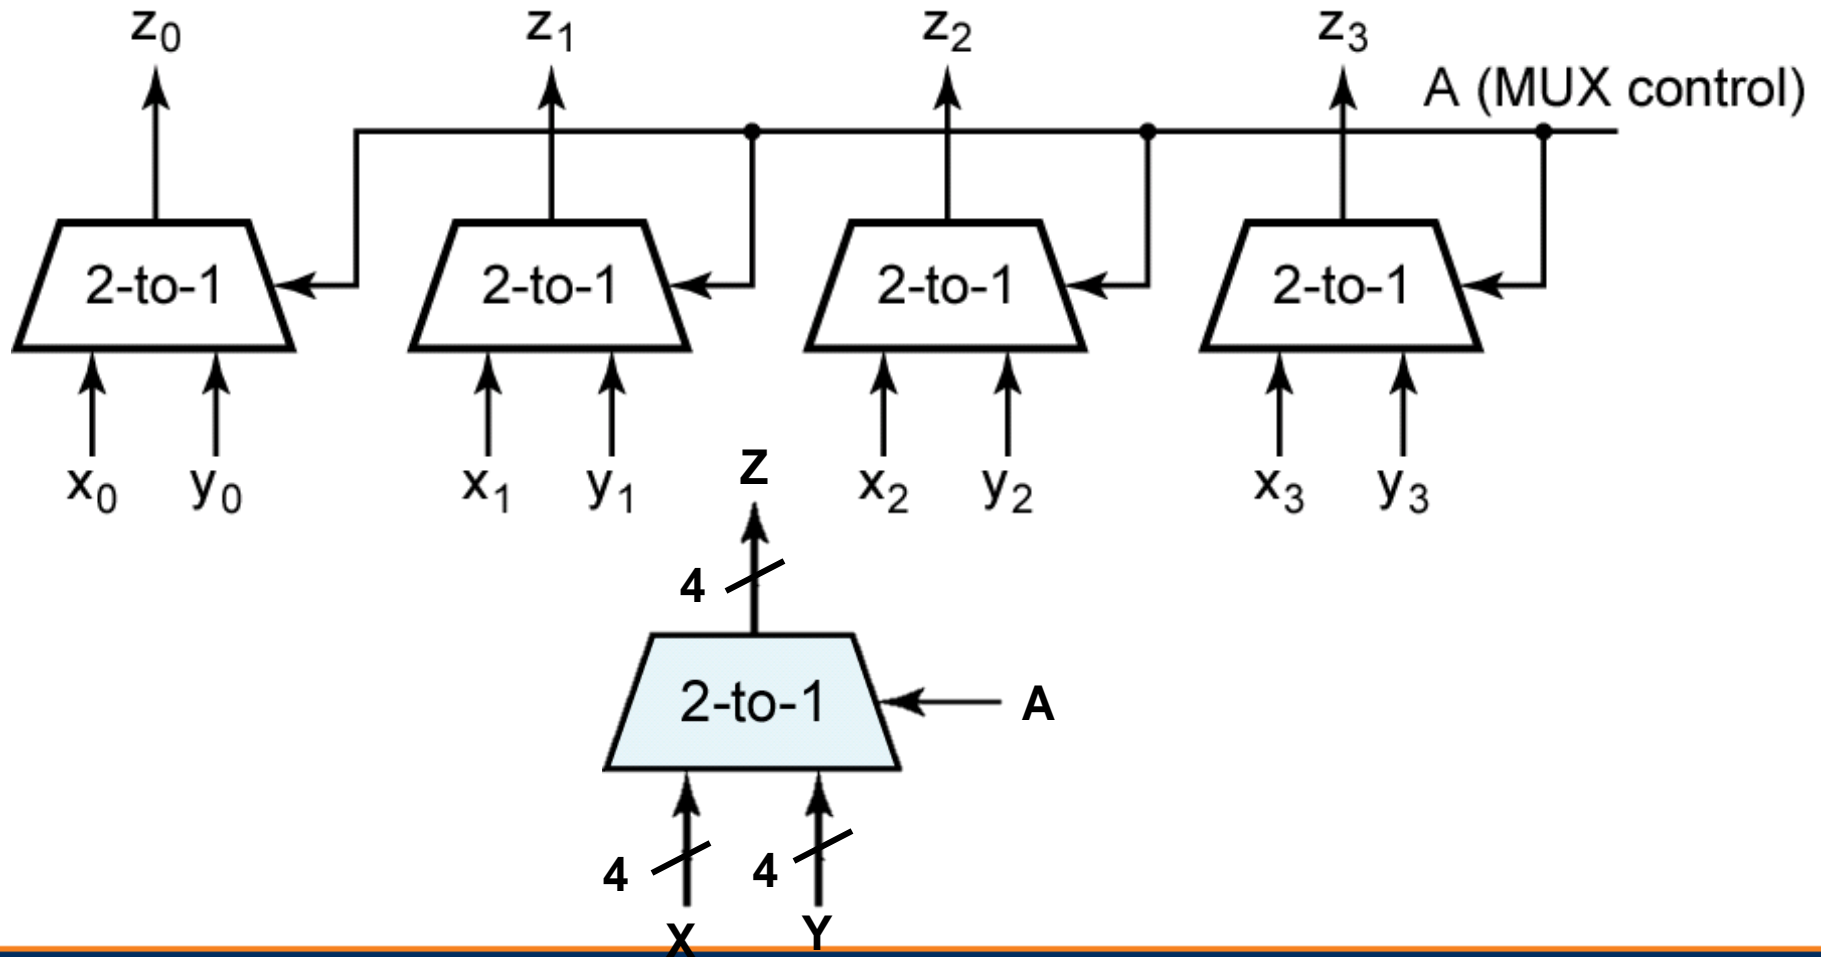 z₀ z₁ z₂ z₃
A (MUX control)
2-to-1 2-to-1 2-to-1 2-to-1
x₀ y₀ x₁ y₁ x₂ y₂ x₃ y₃
Z
4
2-to-1 A
4 4
X Y